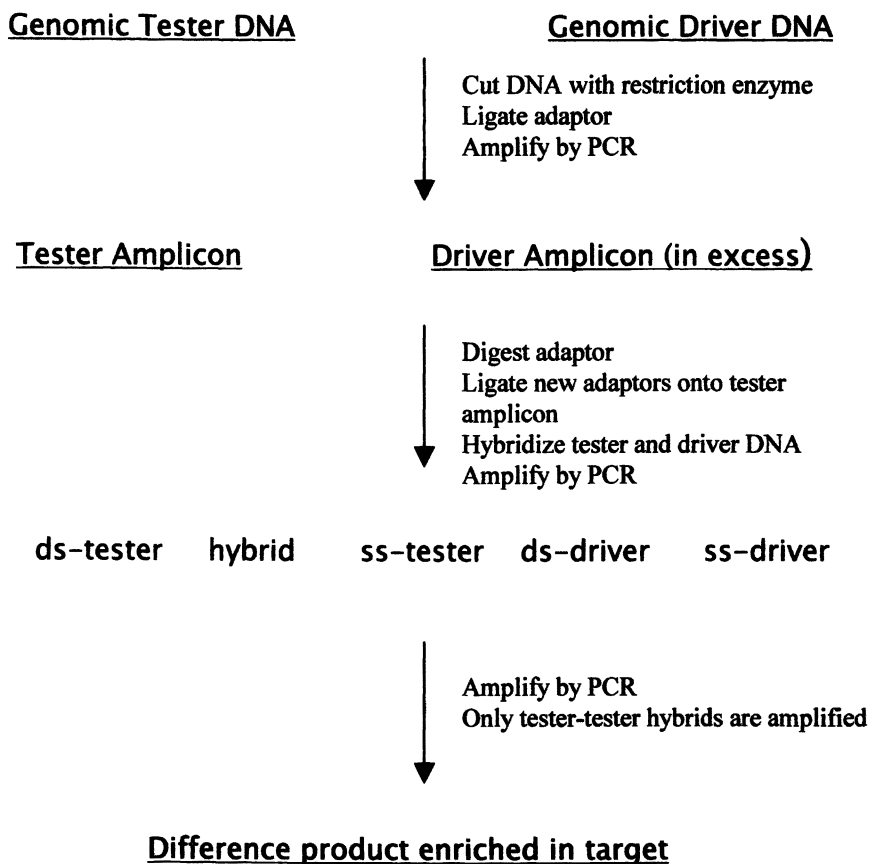 Genomic Tester DNA
Genomic Driver DNA
Cut DNA with restriction enzyme
Ligate adaptor
Amplify by PCR
Tester Amplicon
Driver Amplicon (in excess)
Digest adaptor
Ligate new adaptors onto tester
amplicon
Hybridize tester and driver DNA
Amplify by PCR
ds-tester hybrid ss-tester ds-driver ss-driver
Amplify by PCR
Only tester-tester hybrids are amplified
Difference product enriched in target